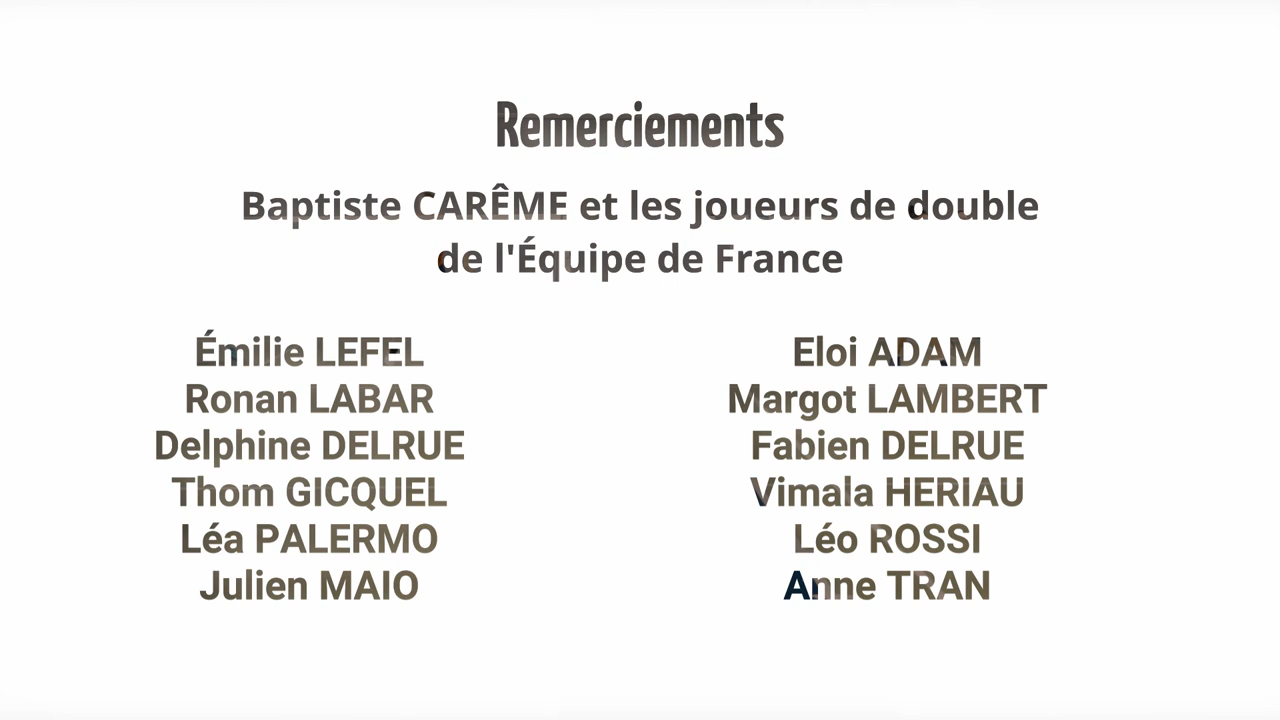 Remerciements
Baptiste CARÊME et les joueurs de double
de l'Équipe de France
Émilie LEFEL
Ronan LABAR
Delphine DELRUE
Thom GICQUEL
Léa PALERMO
Julien MAIO
Eloi ADAM
Margot LAMBERT
Fabien DELRUE
Vimala HERIAU
Léo ROSSI
Anne TRAN